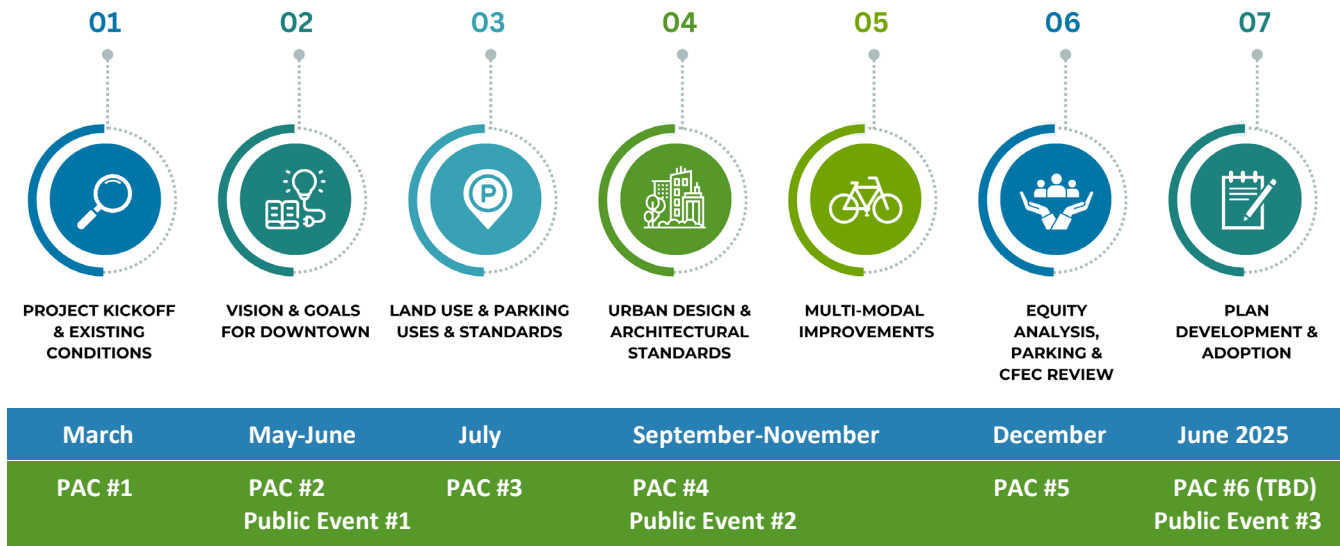 01
02
03
04
05
06
07
P
PROJECT KICKOFF
& EXISTING
CONDITIONS
VISION & GOALS
FOR DOWNTOWN
LAND USE & PARKING
USES & STANDARDS
URBAN DESIGN &
ARCHITECTURAL
STANDARDS
MULTI-MODAL
IMPROVEMENTS
EQUITY
ANALYSIS,
PARKING &
CFEC REVIEW
PLAN
DEVELOPMENT &
ADOPTION
March
May-June
July
September-November
December
June 2025
PAC #1
PAC #2
Public Event #1
PAC #3
PAC #4
Public Event #2
PAC #5
PAC #6 (TBD)
Public Event #3